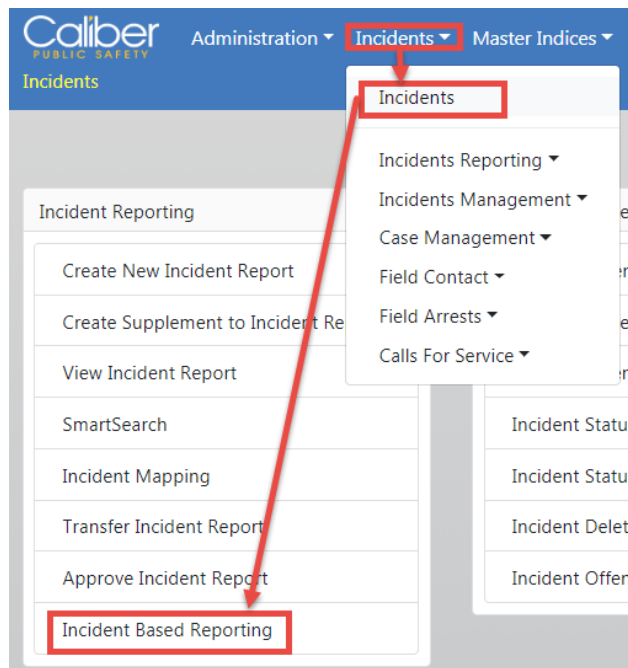 Caliber
PUBLIC SAFETY
Administration Incidents Master Indices
Incidents
Incidents
Incidents Reporting
Incidents Management
Case Management
Field Contact
Field Arrests
Calls For Service
Incident Reporting
Create New Incident Report
Create Supplement to Incident Re
View Incident Report
SmartSearch
Incident Mapping
Transfer Incident Report
Approve Incident Report
Incident Based Reporting
Incident Statu
Incident Statu
Incident Delet
Incident Offen